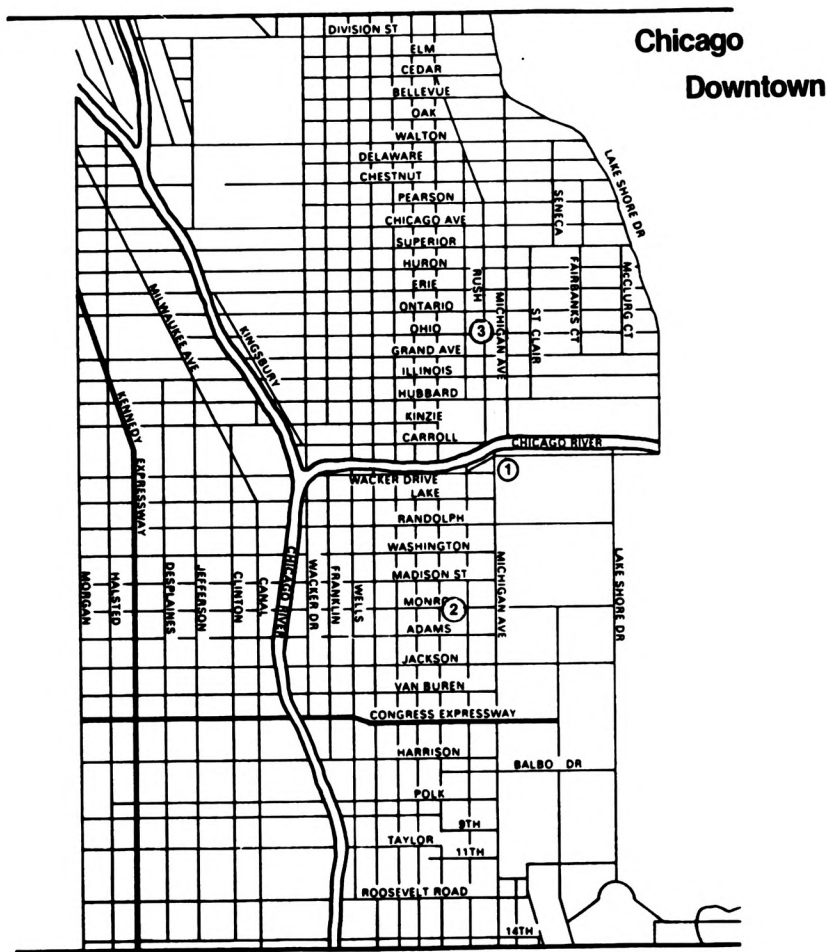 Chicago
Downtown
DIVISION ST
ELM
CEDAR
BELLEVUE
OAK
WALTON
DELAWARE
CHESTNUT
PEARSON
CHICAGO AVE
SUPERIOR
HURON
ERIE
ONTARIO
OHIO
GRAND AVE
ILLINOIS
HUBBARD
KINZIE
CARROLL
LAKE SHORE DR
SENECA
RUSH
MICHIGAN AVE
ST. CLAIR
FAIRBANKS CT
McCLURG CT
3
MILWAUKEE AVE
KINGSBURY
KENNEDY
EXPRESSWAY
CHICAGO RIVER
1
WACKER DRIVE
LAKE
RANDOLPH
WASHINGTON
MADISON ST
MONR
2
ADAMS
JACKSON
VAN BUREN
MORGAN
HALSTED
DESPLAINES
JEFFERSON
CLINTON
CANAL
CHICAGO RIVER
WACKER DR
FRANKLIN
WELLS
MICHIGAN AVE
LAKE SHORE DR
CONGRESS EXPRESSWAY
HARRISON
BALBO DR
POLK
9TH
TAYLOR
11TH
ROOSEVELT ROAD
14TH